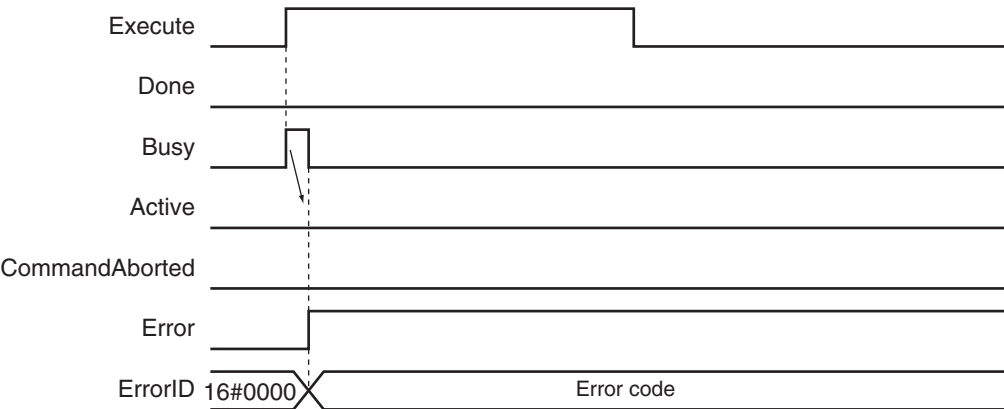 Execute
Done
Busy
Active
CommandAborted
Error
ErrorID 16#0000 Error code